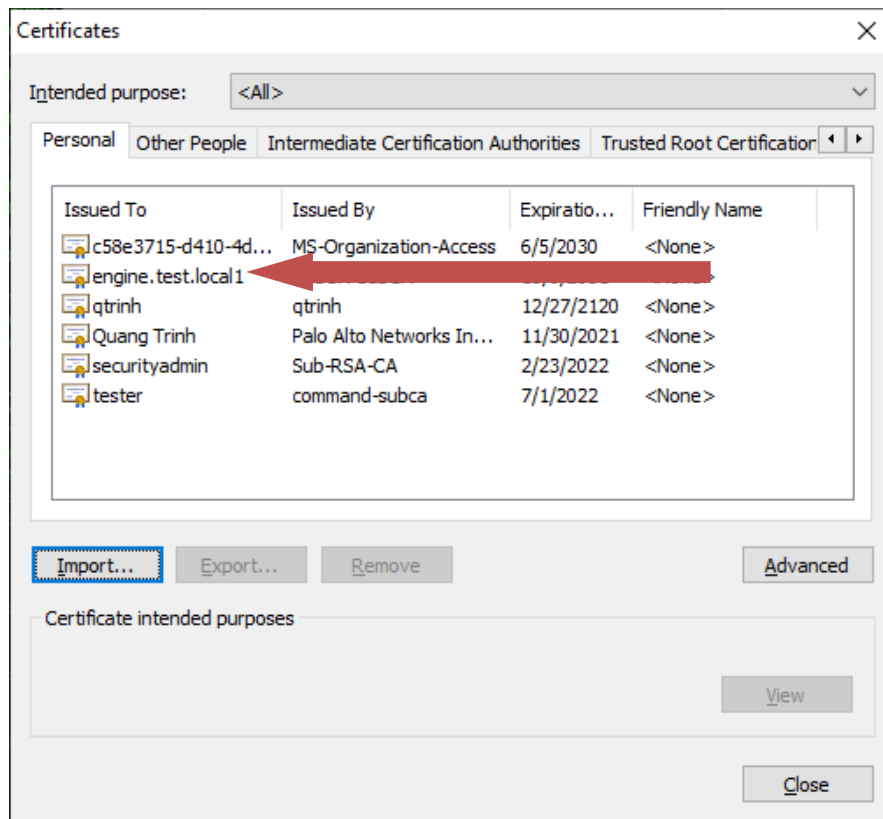 Certificates
Intended purpose: <All>
Personal Other People Intermediate Certification Authorities Trusted Root Certification
Issued To Issued By Expiratio... Friendly Name
c58e3715-d410-4d... MS-Organization-Access 6/5/2030 <None>
engine.test.local1
qtrinh qtrinh 12/27/2120 <None>
Quang Trinh Palo Alto Networks In... 11/30/2021 <None>
securityadmin Sub-RSA-CA 2/23/2022 <None>
tester command-subca 7/1/2022 <None>
Import... Export... Remove Advanced
Certificate intended purposes
View
Close